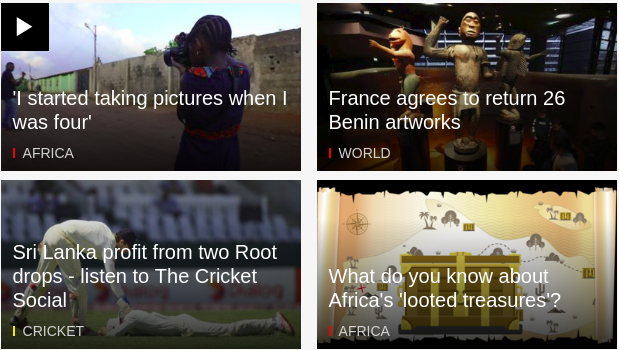 'I started taking pictures when I
was four'
AFRICA
France agrees to return 26
Benin artworks
WORLD
Sri Lanka profit from two Root
drops - listen to The Cricket
Social
CRICKET
What do you know about
Africa's 'looted treasures'?
AFRICA